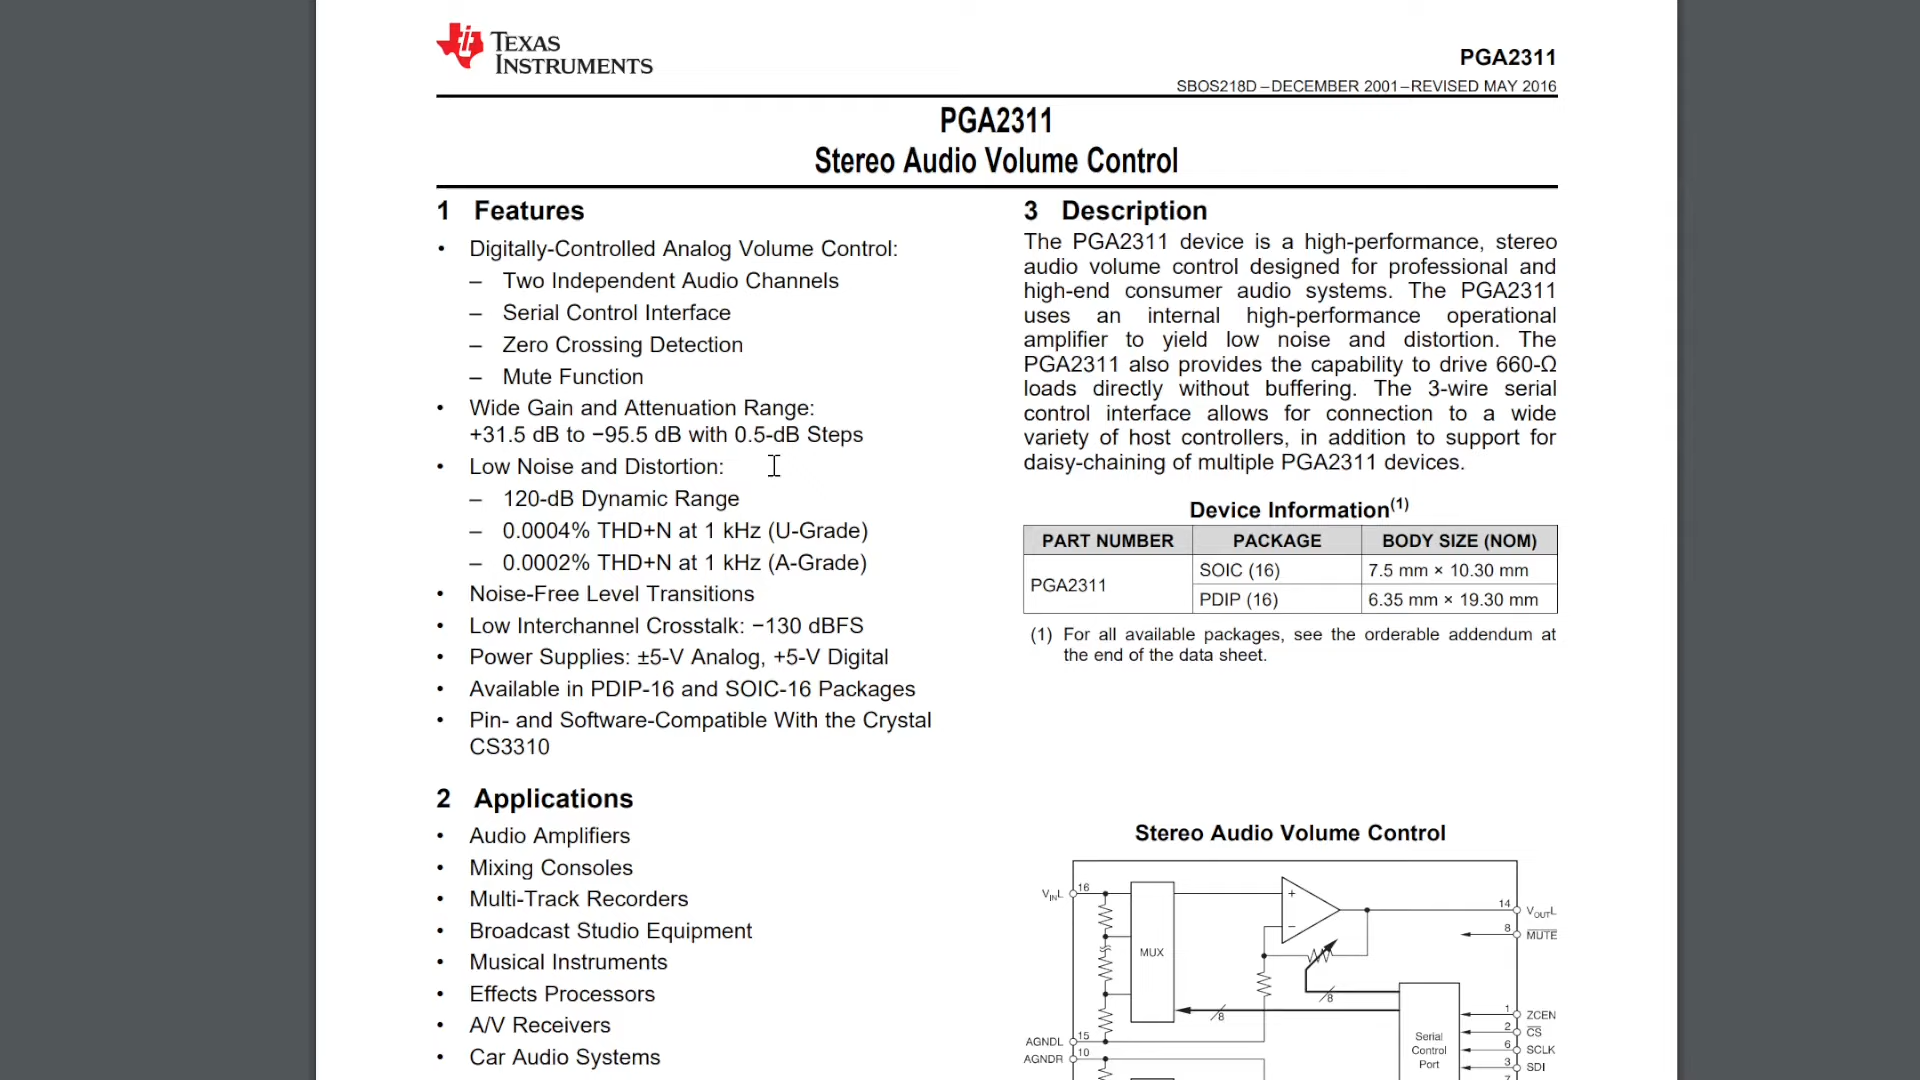 TEXAS
INSTRUMENTS
PGA2311
SBOS218D – DECEMBER 2001 – REVISED MAY 2016
PGA2311
Stereo Audio Volume Control
1 Features
• Digitally-Controlled Analog Volume Control:
– Two Independent Audio Channels
– Serial Control Interface
– Zero Crossing Detection
– Mute Function
• Wide Gain and Attenuation Range:
+31.5 dB to −95.5 dB with 0.5-dB Steps
• Low Noise and Distortion:
– 120-dB Dynamic Range
– 0.0004% THD+N at 1 kHz (U-Grade)
– 0.0002% THD+N at 1 kHz (A-Grade)
• Noise-Free Level Transitions
• Low Interchannel Crosstalk: −130 dBFS
• Power Supplies: ±5-V Analog, +5-V Digital
• Available in PDIP-16 and SOIC-16 Packages
• Pin- and Software-Compatible With the Crystal
CS3310
2 Applications
• Audio Amplifiers
• Mixing Consoles
• Multi-Track Recorders
• Broadcast Studio Equipment
• Musical Instruments
• Effects Processors
• A/V Receivers
• Car Audio Systems
3 Description
The PGA2311 device is a high-performance, stereo
audio volume control designed for professional and
high-end consumer audio systems. The PGA2311
uses an internal high-performance operational
amplifier to yield low noise and distortion. The
PGA2311 also provides the capability to drive 660-Ω
loads directly without buffering. The 3-wire serial
control interface allows for connection to a wide
variety of host controllers, in addition to support for
daisy-chaining of multiple PGA2311 devices.
Device Information(1)
PART NUMBER PACKAGE BODY SIZE (NOM)
PGA2311 SOIC (16) 7.5 mm × 10.30 mm
PDIP (16) 6.35 mm × 19.30 mm
(1) For all available packages, see the orderable addendum at
the end of the data sheet.
Stereo Audio Volume Control
VINL 16
+
14 VOUTL
−
8 MUTE
MUX
8
8
1 ZCEN
2 CS
Serial
Control
Port
6 SCLK
3 SDI
7
AGNDL 15
AGNDR 10